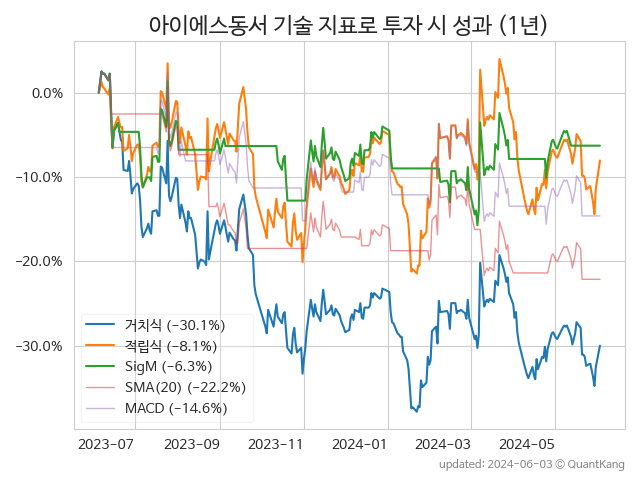 아이에스동서 기술 지표로 투자 시 성과 (1년)
0.0%
−10.0%
−20.0%
−30.0%
거치식 (−30.1%)
적립식 (−8.1%)
SigM (−6.3%)
SMA(20) (−22.2%)
MACD (−14.6%)
2023−07 2023−09 2023−11 2024−01 2024−03 2024−05
updated: 2024-06-03 © QuantKang